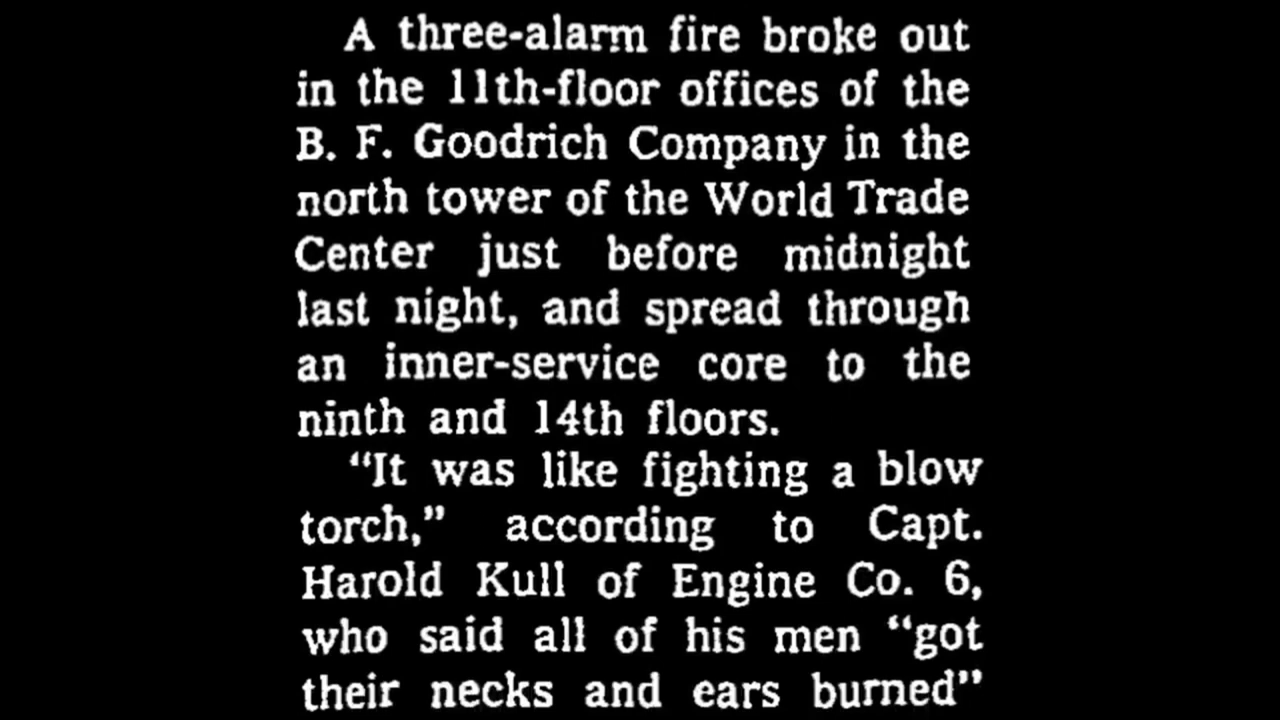 A three-alarm fire broke out
in the 11th-floor offices of the
B. F. Goodrich Company in the
north tower of the World Trade
Center just before midnight
last night, and spread through
an inner-service core to the
ninth and 14th floors.
“It was like fighting a blow
torch,” according to Capt.
Harold Kull of Engine Co. 6,
who said all of his men “got
their necks and ears burned”